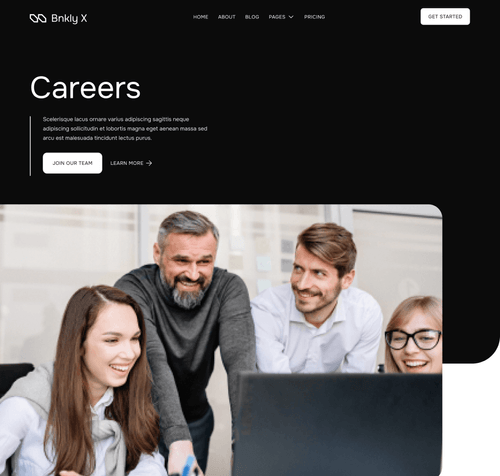 Bnkly X
HOME ABOUT BLOG PAGES PRICING
GET STARTED
Careers
Scelerisque lacus ornare varius adipiscing sagittis neque
adipiscing sollicitudin et lobortis magna eget aenean massa sed
arcu est malesuada tincidunt lectus purus.
JOIN OUR TEAM LEARN MORE